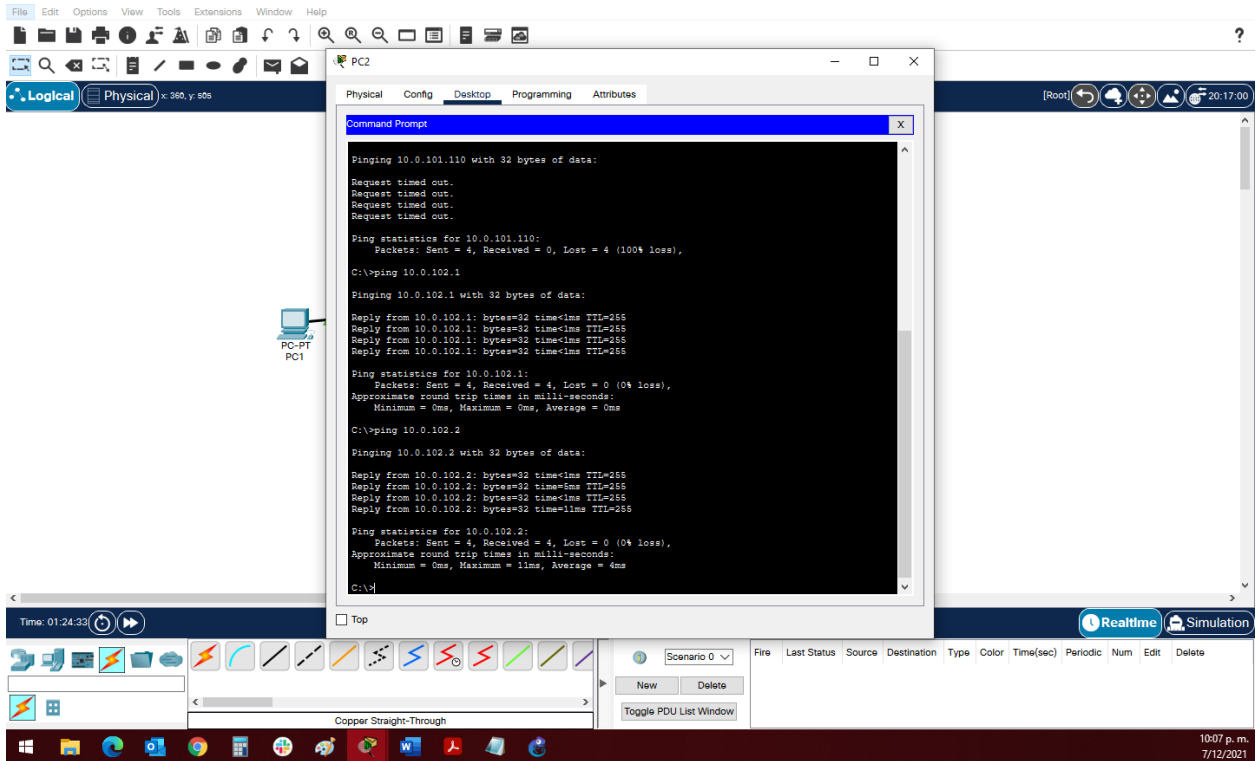 File Edit Options View Tools Extensions Window Help
?
PC2
Logical Physical x: 360, y: 505
Physical Config Desktop Programming Attributes
[Root] 20:17:00
Command Prompt X
Pinging 10.0.101.110 with 32 bytes of data:
Request timed out.
Request timed out.
Request timed out.
Request timed out.
Ping statistics for 10.0.101.110:
Packets: Sent = 4, Received = 0, Lost = 4 (100% loss),
C:\>ping 10.0.102.1
Pinging 10.0.102.1 with 32 bytes of data:
Reply from 10.0.102.1: bytes=32 time<1ms TTL=255
Reply from 10.0.102.1: bytes=32 time<1ms TTL=255
Reply from 10.0.102.1: bytes=32 time<1ms TTL=255
Reply from 10.0.102.1: bytes=32 time<1ms TTL=255
Ping statistics for 10.0.102.1:
Packets: Sent = 4, Received = 4, Lost = 0 (0% loss),
Approximate round trip times in milli-seconds:
Minimum = 0ms, Maximum = 0ms, Average = 0ms
C:\>ping 10.0.102.2
Pinging 10.0.102.2 with 32 bytes of data:
Reply from 10.0.102.2: bytes=32 time<1ms TTL=255
Reply from 10.0.102.2: bytes=32 time=5ms TTL=255
Reply from 10.0.102.2: bytes=32 time<1ms TTL=255
Reply from 10.0.102.2: bytes=32 time=11ms TTL=255
Ping statistics for 10.0.102.2:
Packets: Sent = 4, Received = 4, Lost = 0 (0% loss),
Approximate round trip times in milli-seconds:
Minimum = 0ms, Maximum = 11ms, Average = 4ms
C:\>
PC-PT
PC1
Top
Time: 01:24:33
Realtime Simulation
Scenario 0
Fire Last Status Source Destination Type Color Time(sec) Periodic Num Edit Delete
New Delete
Toggle PDU List Window
Copper Straight-Through
10:07 p. m.
7/12/2021